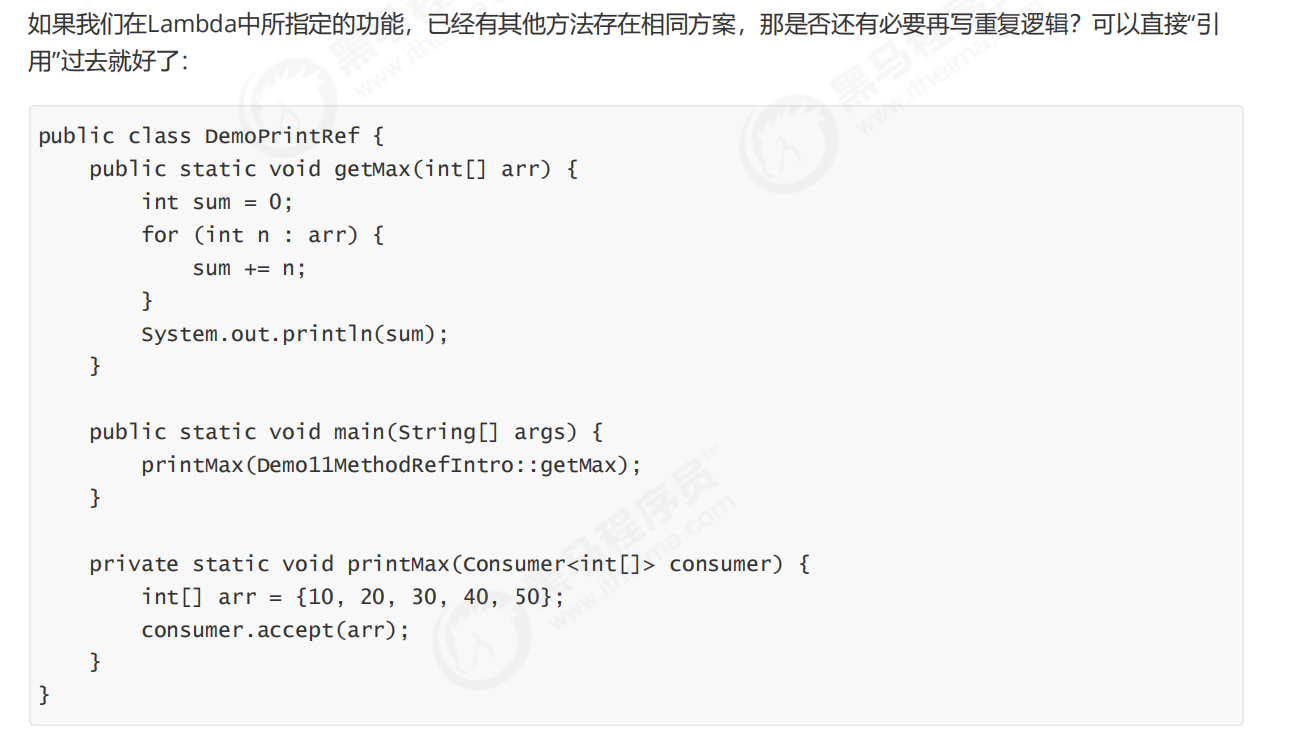 如果我们在Lambda中所指定的功能，已经有其他方法存在相同方案，那是否还有必要再写重复逻辑？可以直接“引
用”过去就好了：
public class DemoPrintRef {
    public static void getMax(int[] arr) {
        int sum = 0;
        for (int n : arr) {
            sum += n;
        }
        System.out.println(sum);
    }

    public static void main(String[] args) {
        printMax(Demo11MethodRefIntro::getMax);
    }

    private static void printMax(Consumer<int[]> consumer) {
        int[] arr = {10, 20, 30, 40, 50};
        consumer.accept(arr);
    }
}
黑马程序员
www.itheima.com